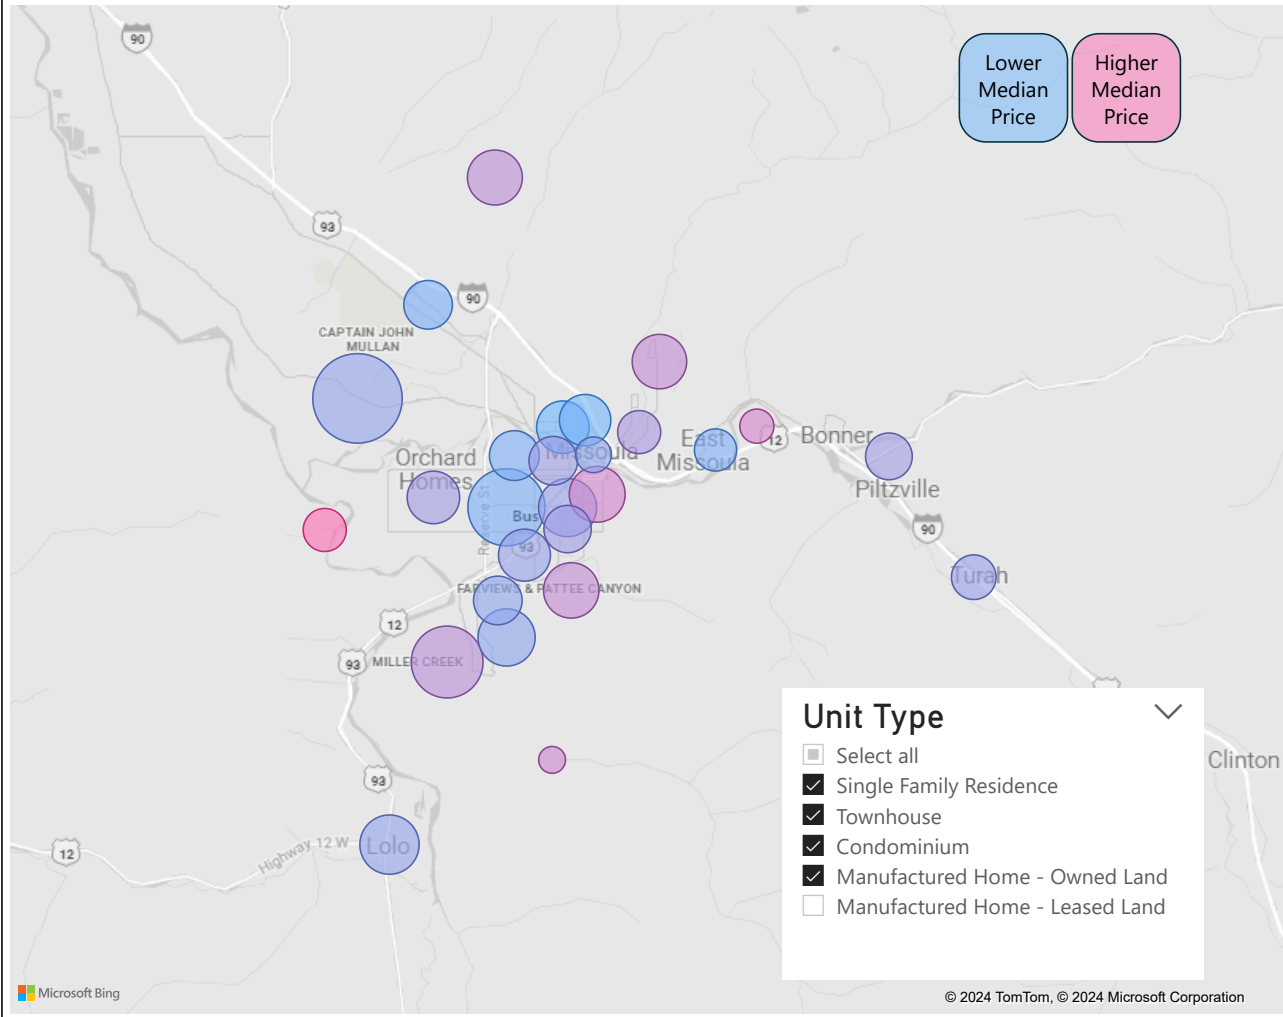 90
Lower
Median
Price
Higher
Median
Price
93
90
CAPTAIN JOHN
MULLAN
Orchard
Homes
Missoula
East
Missoula
12
Bonner
Piltzville
Reserve St
Bus
93
90
Turah
FARVIEWS & PATTEE CANYON
12
93
MILLER CREEK
93
Unit Type
Select all
Single Family Residence
Townhouse
Condominium
Manufactured Home - Owned Land
Manufactured Home - Leased Land
Clinton
12
Highway 12 W
Lolo
Microsoft Bing
© 2024 TomTom, © 2024 Microsoft Corporation